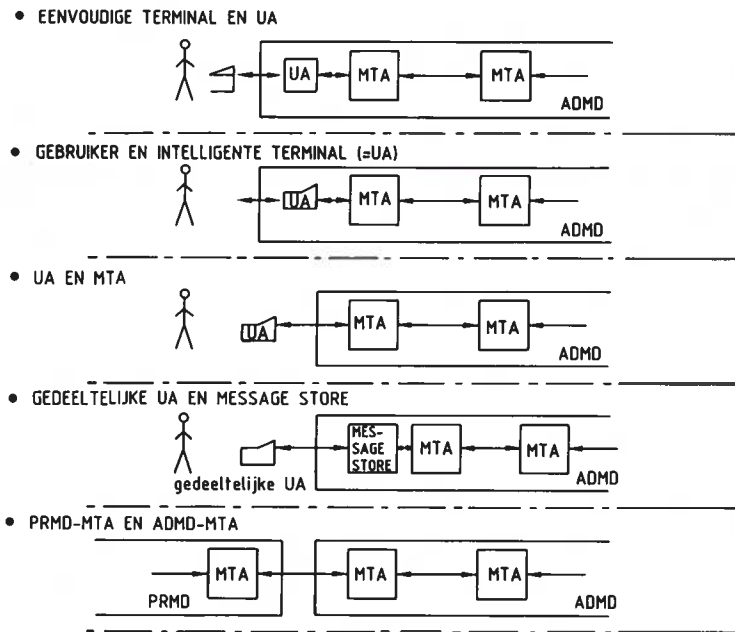 • EENVOUDIGE TERMINAL EN UA
UA
MTA
MTA
ADMD
• GEBRUIKER EN INTELLIGENTE TERMINAL (=UA)
UA
MTA
MTA
ADMD
• UA EN MTA
UA
MTA
MTA
ADMD
• GEDEELTELIJKE UA EN MESSAGE STORE
MES-
SAGE
STORE
MTA
MTA
gedeeltelijke UA
ADMD
• PRMD-MTA EN ADMD-MTA
MTA
MTA
MTA
PRMD
ADMD